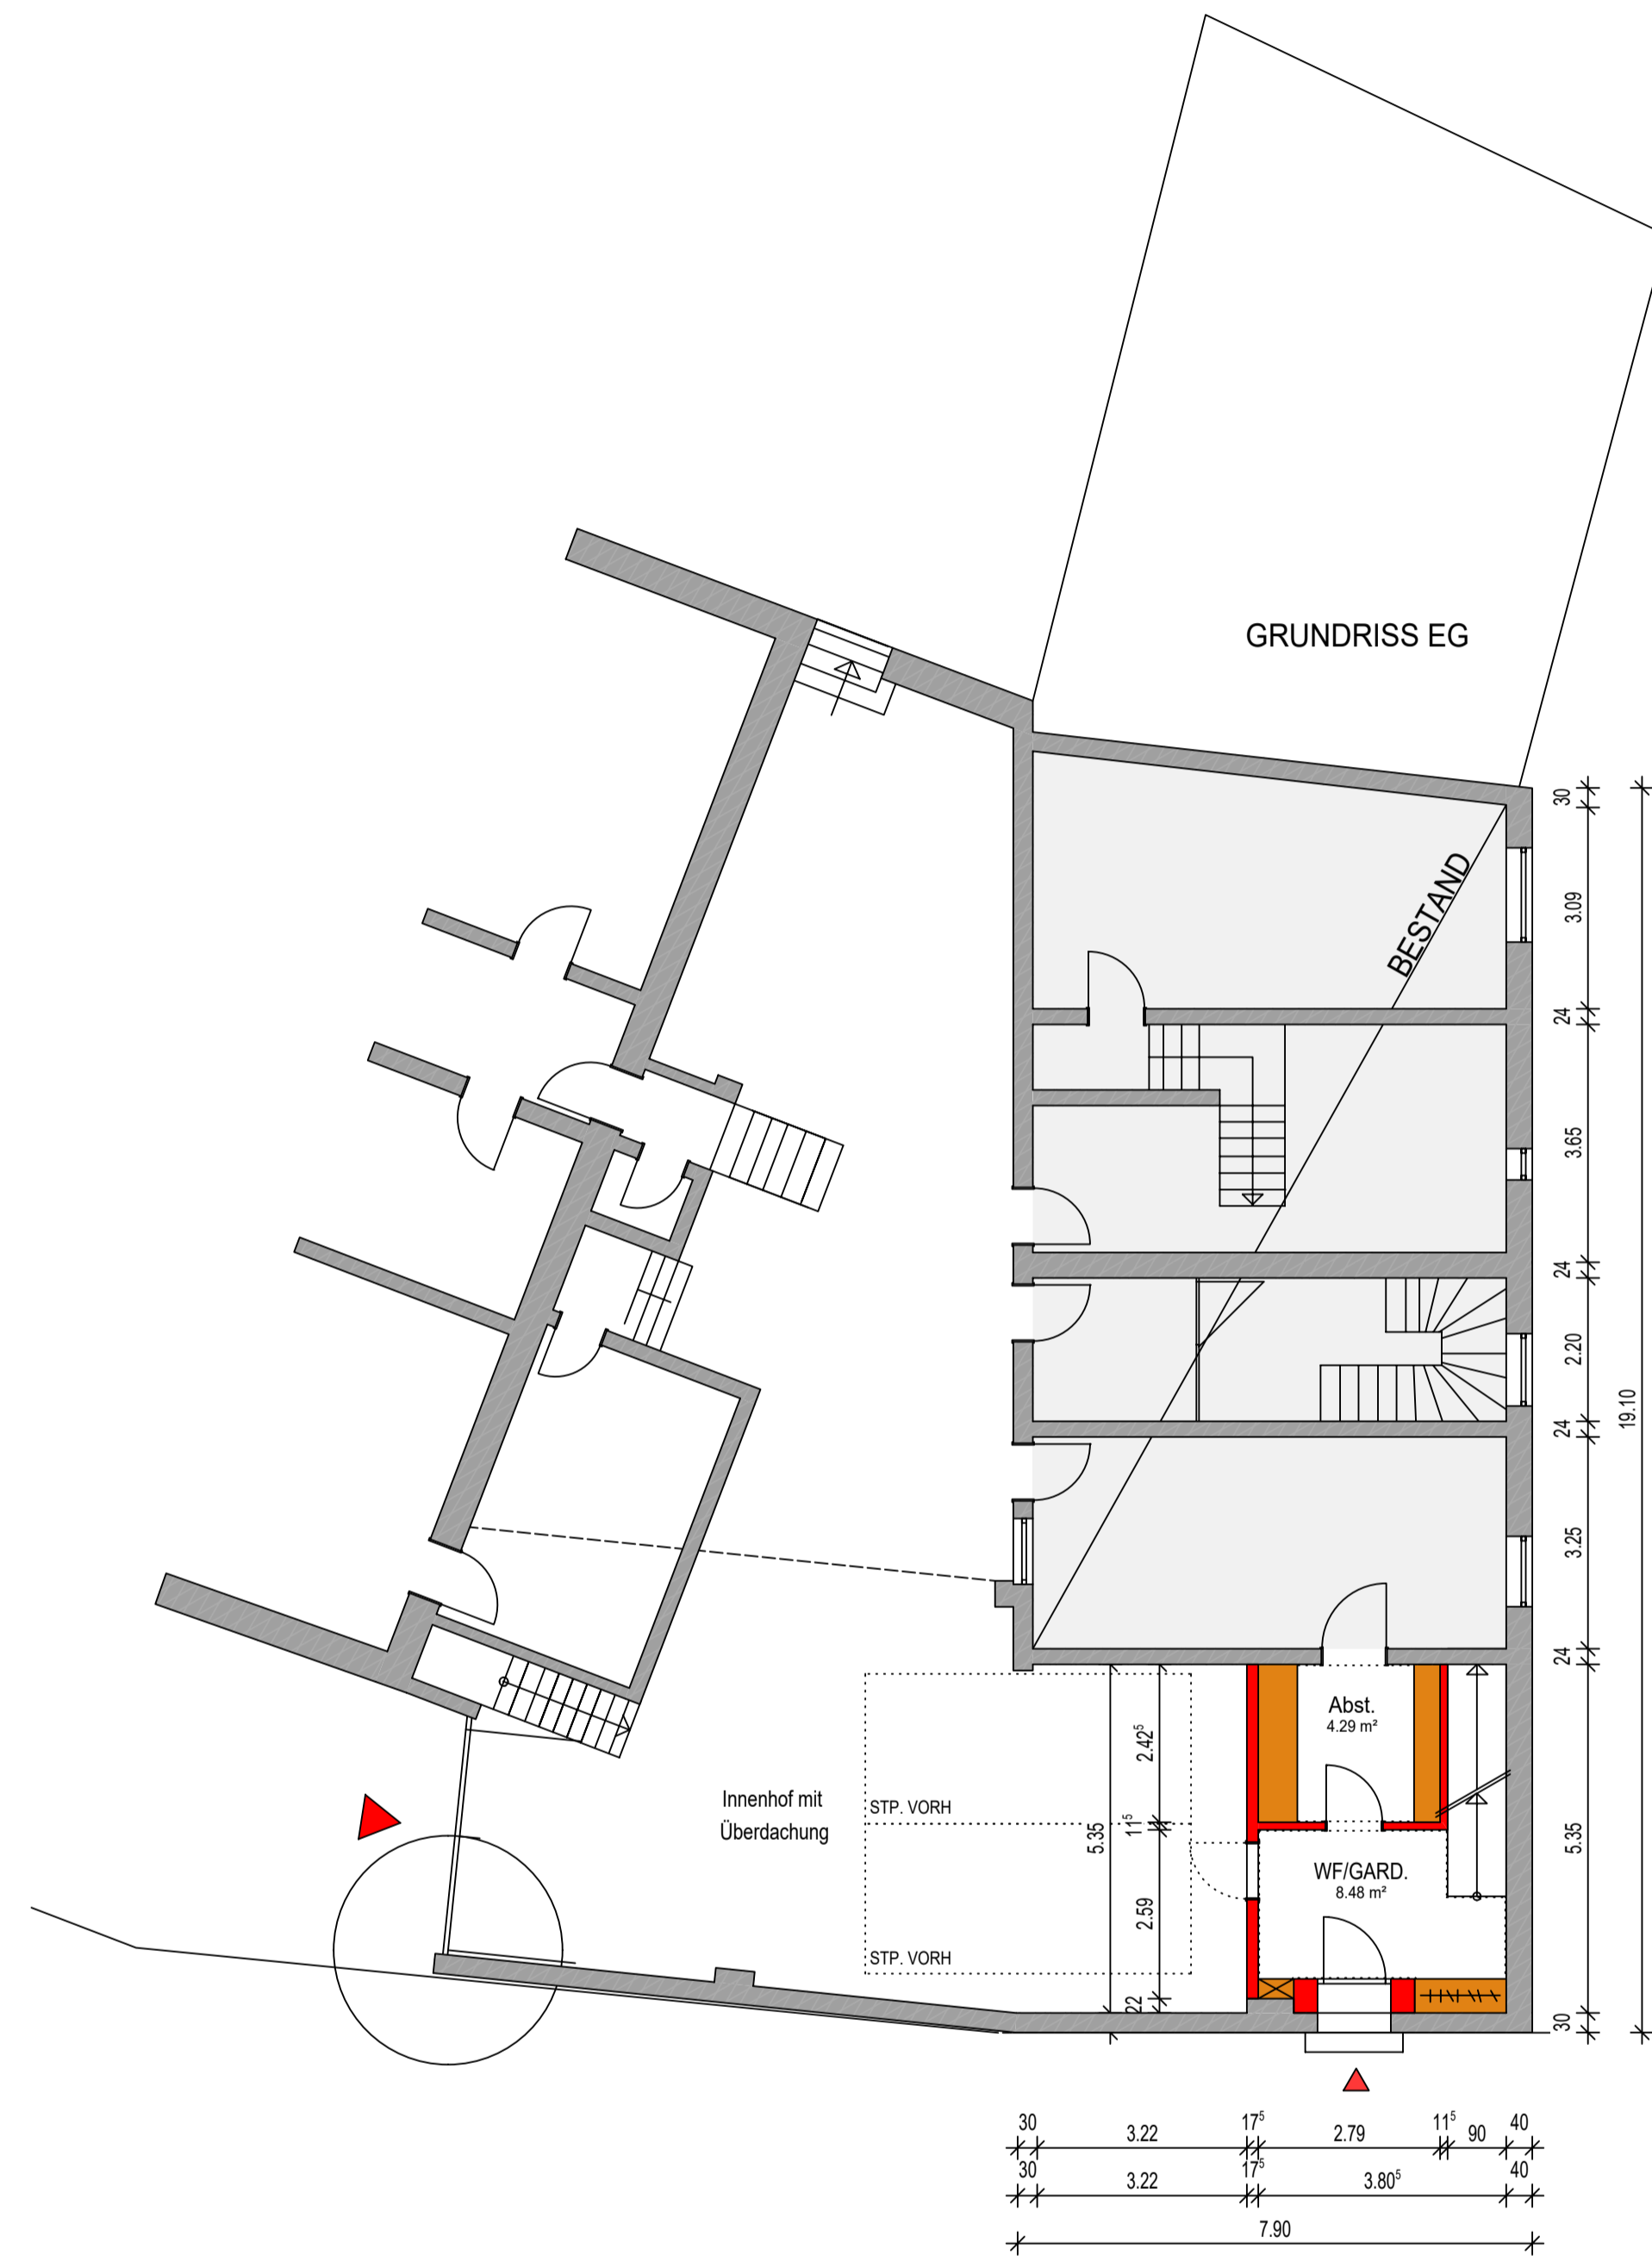 GRUNDRISS EG
BESTAND
30
3.09
24
3.65
24
2.20
24
3.25
24
5.35
30
19.10
Abst.
4.29 m²
WF/GARD.
8.48 m²
Innenhof mit
Überdachung
STP. VORH
STP. VORH
5.35
2.42⁵
11⁵
2.59
22
30 3.22 17⁵ 2.79 11⁵ 90 40
30 3.22 17⁵ 3.80⁵ 40
7.90